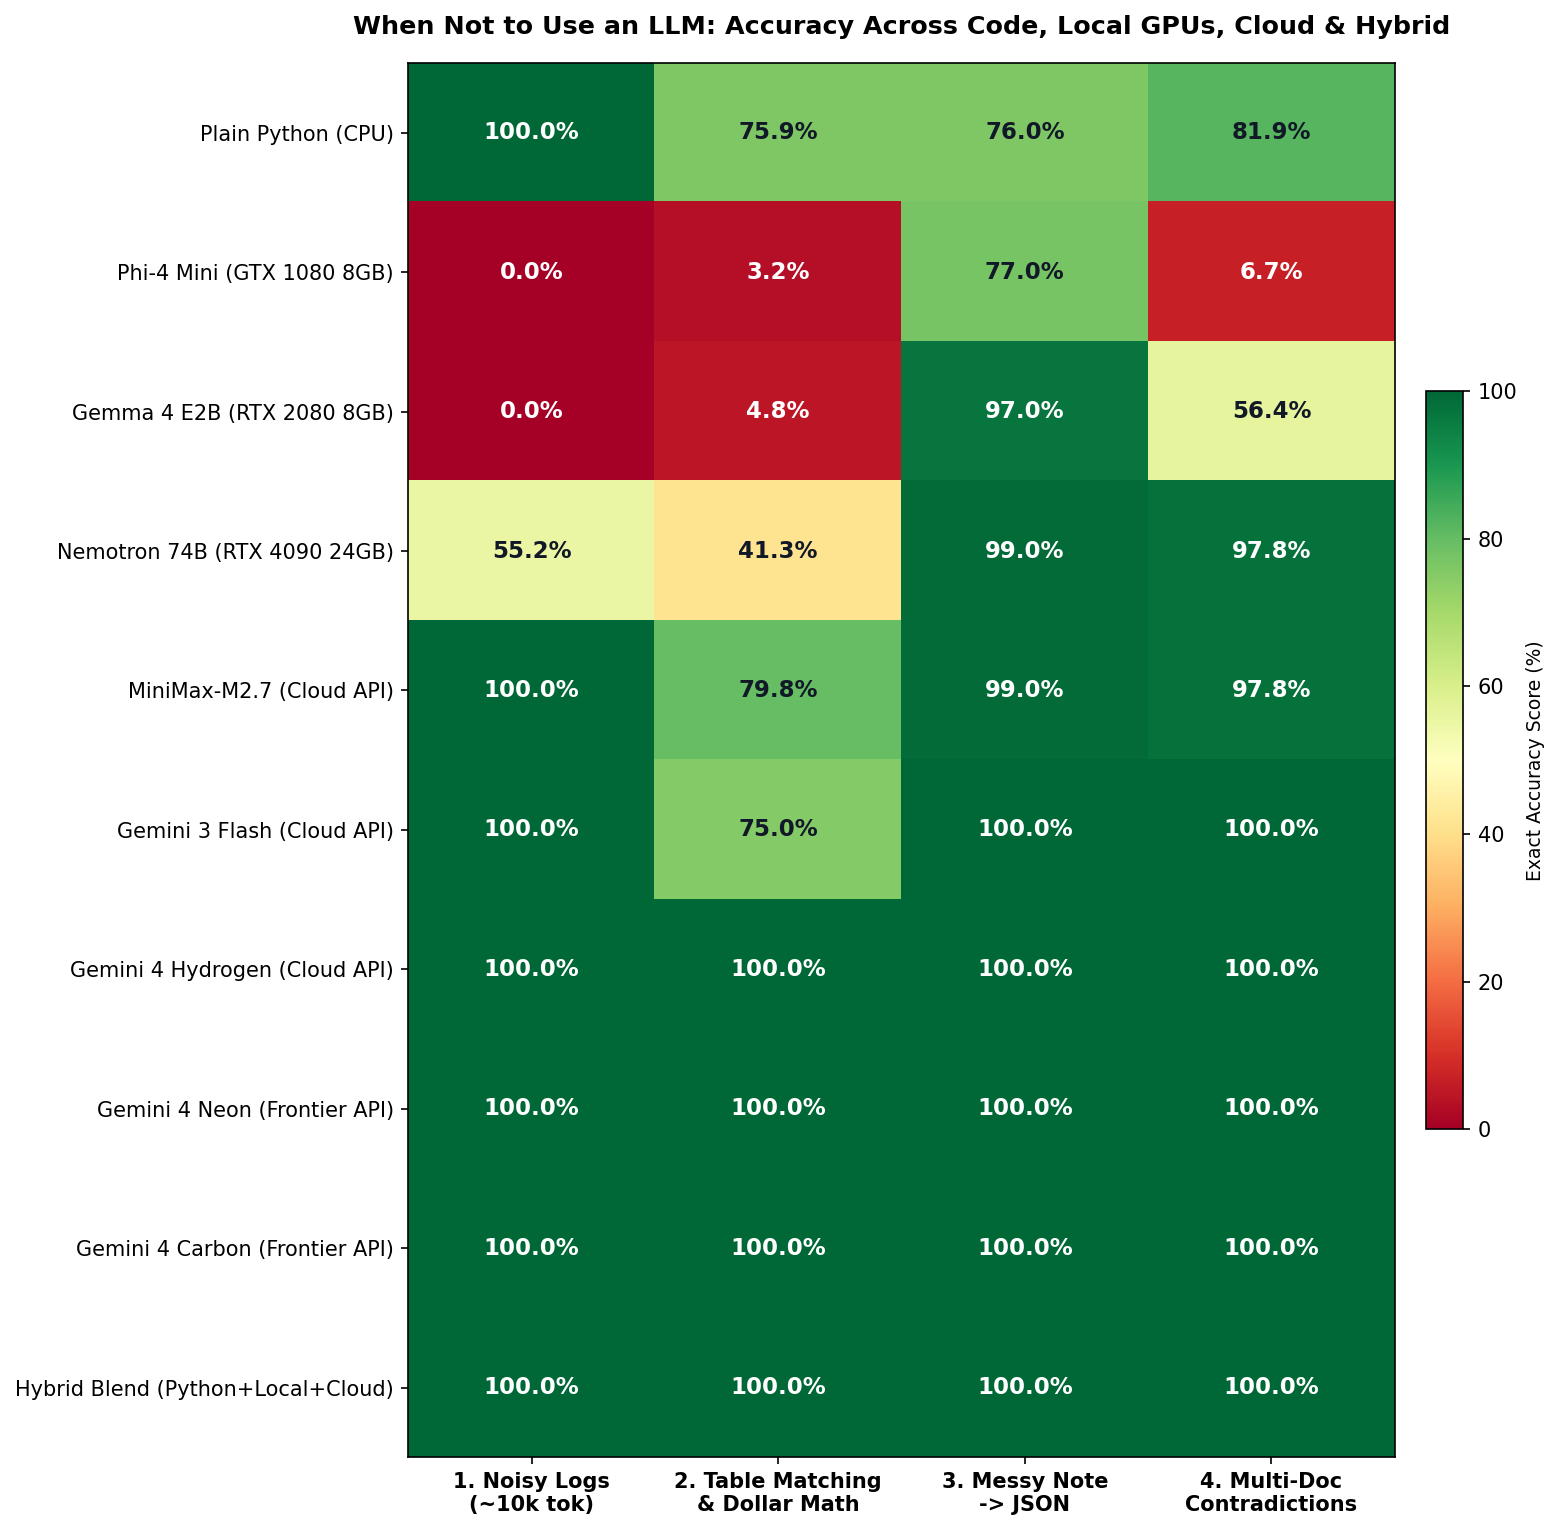 When Not to Use an LLM: Accuracy Across Code, Local GPUs, Cloud & Hybrid
Plain Python (CPU) 100.0% 75.9% 76.0% 81.9%
Phi-4 Mini (GTX 1080 8GB) 0.0% 3.2% 77.0% 6.7%
Gemma 4 E2B (RTX 2080 8GB) 0.0% 4.8% 97.0% 56.4%
Nemotron 74B (RTX 4090 24GB) 55.2% 41.3% 99.0% 97.8%
MiniMax-M2.7 (Cloud API) 100.0% 79.8% 99.0% 97.8%
Gemini 3 Flash (Cloud API) 100.0% 75.0% 100.0% 100.0%
Gemini 4 Hydrogen (Cloud API) 100.0% 100.0% 100.0% 100.0%
Gemini 4 Neon (Frontier API) 100.0% 100.0% 100.0% 100.0%
Gemini 4 Carbon (Frontier API) 100.0% 100.0% 100.0% 100.0%
Hybrid Blend (Python+Local+Cloud) 100.0% 100.0% 100.0% 100.0%
1. Noisy Logs 2. Table Matching 3. Messy Note 4. Multi-Doc
(~10k tok) & Dollar Math -> JSON Contradictions
100
80
60
40
20
0
Exact Accuracy Score (%)